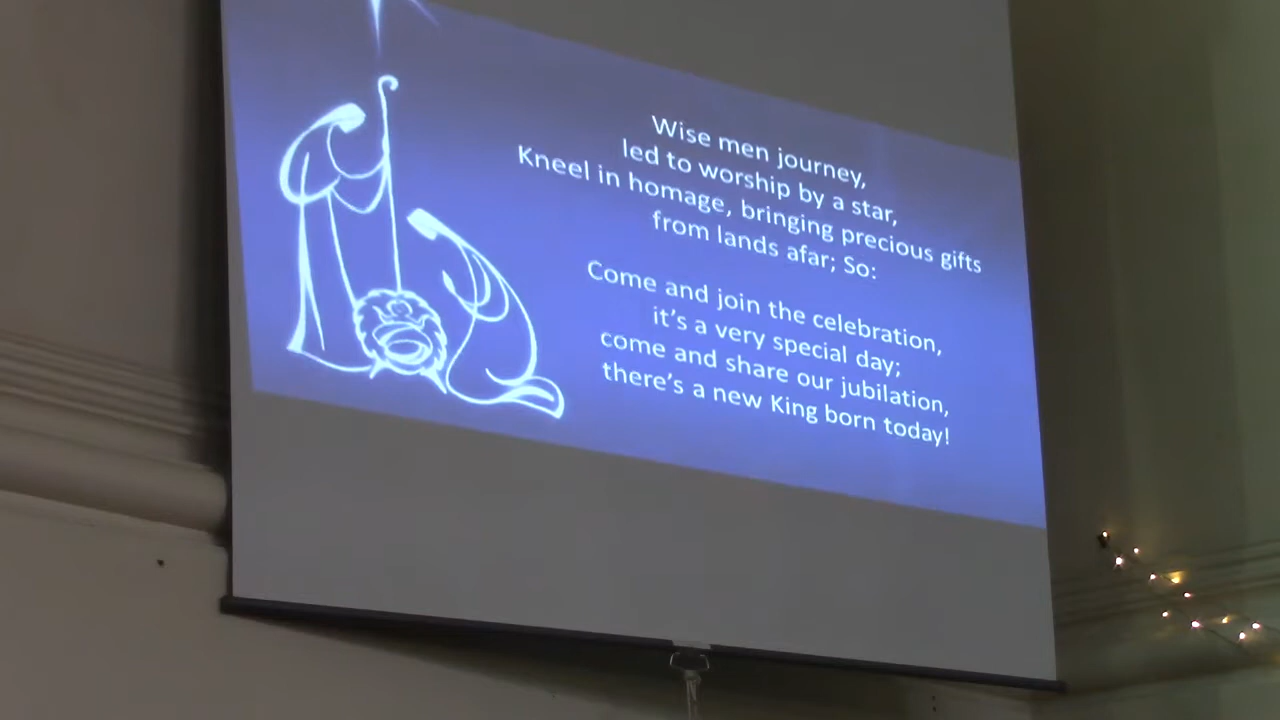 Wise men journey,
led to worship by a star,
Kneel in homage, bringing precious gifts
from lands afar; So:
Come and join the celebration,
it’s a very special day;
come and share our jubilation,
there’s a new King born today!